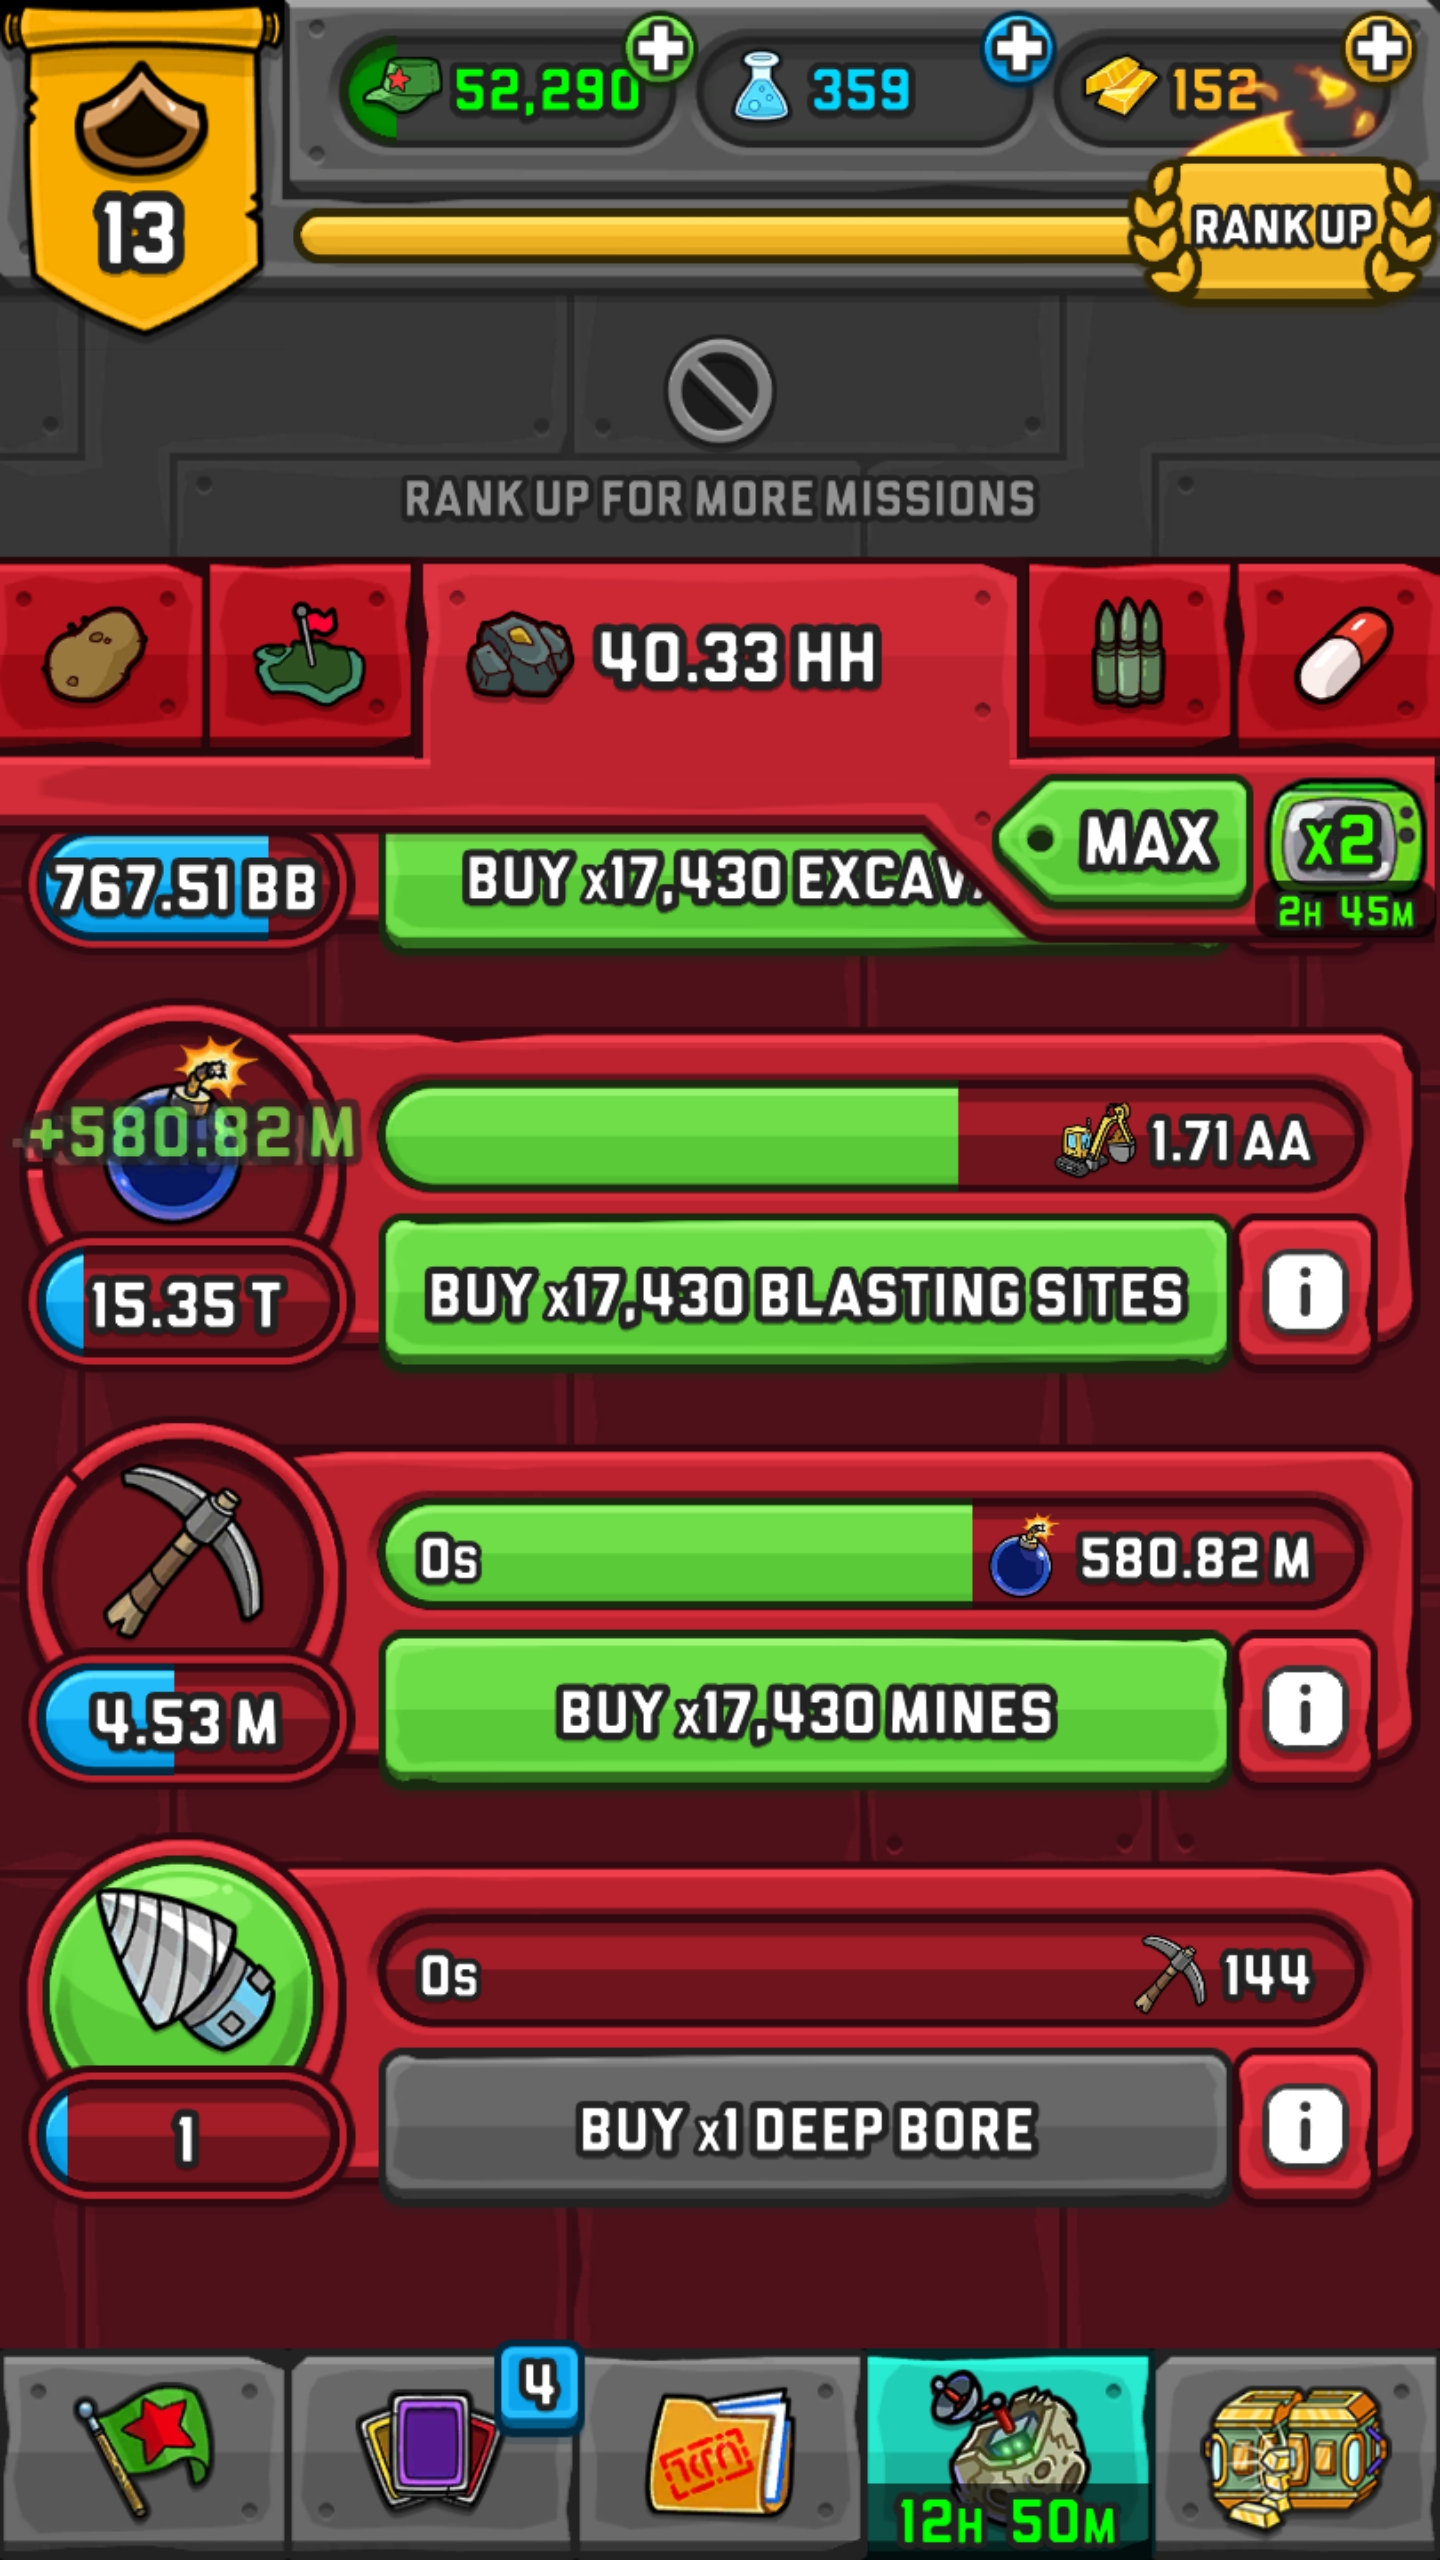 13
52,290
359
152
RANK UP
RANK UP FOR MORE MISSIONS
40.33 HH
MAX
x2
2H 45M
767.51 BB
BUY x17,430 EXCAV
+580.82 M
1.71 AA
15.35 T
BUY x17,430 BLASTING SITES
i
0s
580.82 M
4.53 M
BUY x17,430 MINES
i
0s
144
1
BUY x1 DEEP BORE
i
4
12H 50M